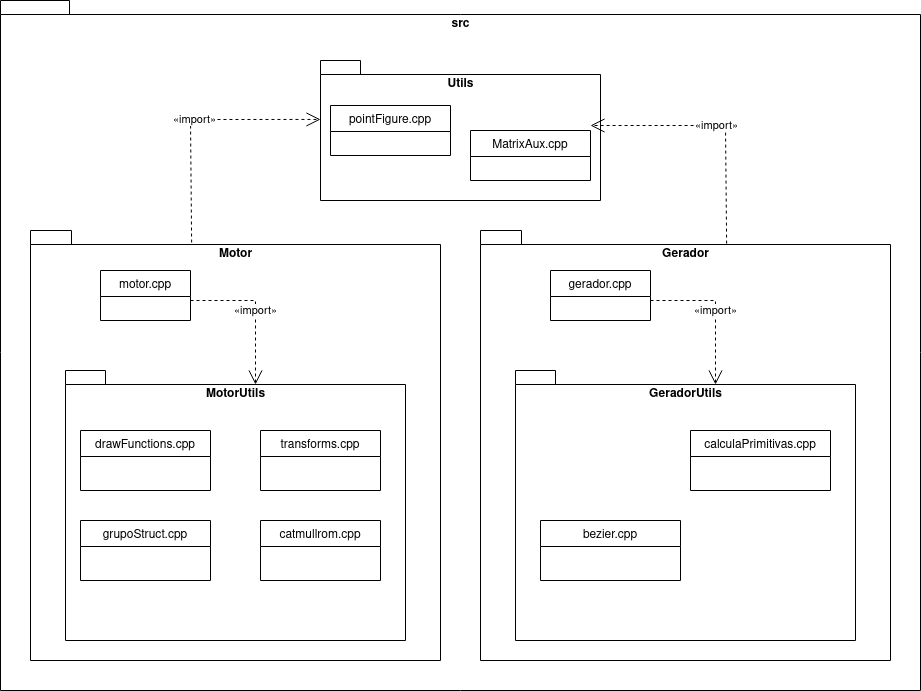 src
Utils
pointFigure.cpp
MatrixAux.cpp
«import»
«import»
Motor
motor.cpp
«import»
MotorUtils
drawFunctions.cpp
transforms.cpp
grupoStruct.cpp
catmullrom.cpp
Gerador
gerador.cpp
«import»
GeradorUtils
calculaPrimitivas.cpp
bezier.cpp